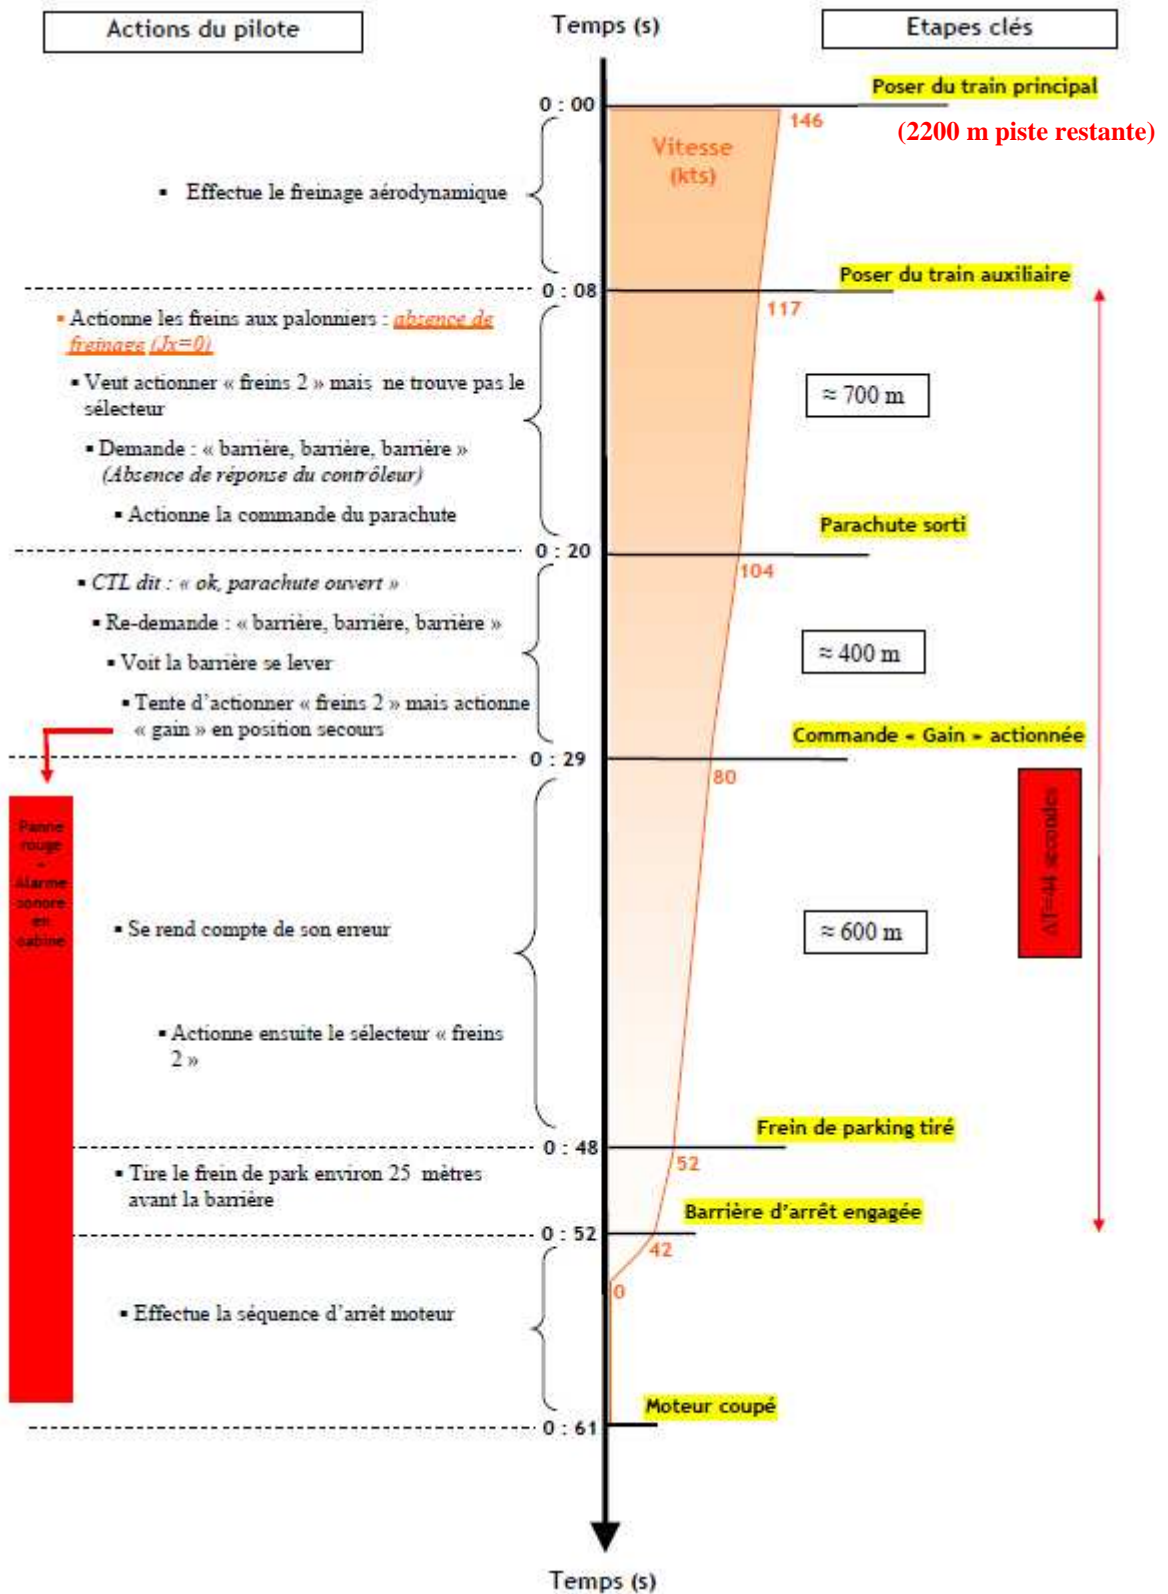 Actions du pilote
Temps (s)
Etapes clés
Poser du train principal
0 : 00
146
(2200 m piste restante)
Vitesse
(kts)
▪ Effectue le freinage aérodynamique
Poser du train auxiliaire
0 : 08
117
▪ Actionne les freins aux palonniers : absence de
freinage (Jx=0)
▪ Veut actionner « freins 2 » mais ne trouve pas le
sélecteur
≈ 700 m
▪ Demande : « barrière, barrière, barrière »
(Absence de réponse du contrôleur)
▪ Actionne la commande du parachute
Parachute sorti
0 : 20
104
▪ CTL dit : « ok, parachute ouvert »
▪ Re-demande : « barrière, barrière, barrière »
≈ 400 m
▪ Voit la barrière se lever
▪ Tente d'actionner « freins 2 » mais actionne
« gain » en position secours
Commande « Gain » actionnée
0 : 29
80
Panne
rouge
+
Alarme
sonore
en
cabine
ΔT=44 secondes
▪ Se rend compte de son erreur
≈ 600 m
▪ Actionne ensuite le sélecteur « freins
2 »
Frein de parking tiré
0 : 48
52
▪ Tire le frein de park environ 25 mètres
avant la barrière
Barrière d'arrêt engagée
0 : 52
42
0
▪ Effectue la séquence d'arrêt moteur
Moteur coupé
0 : 61
Temps (s)